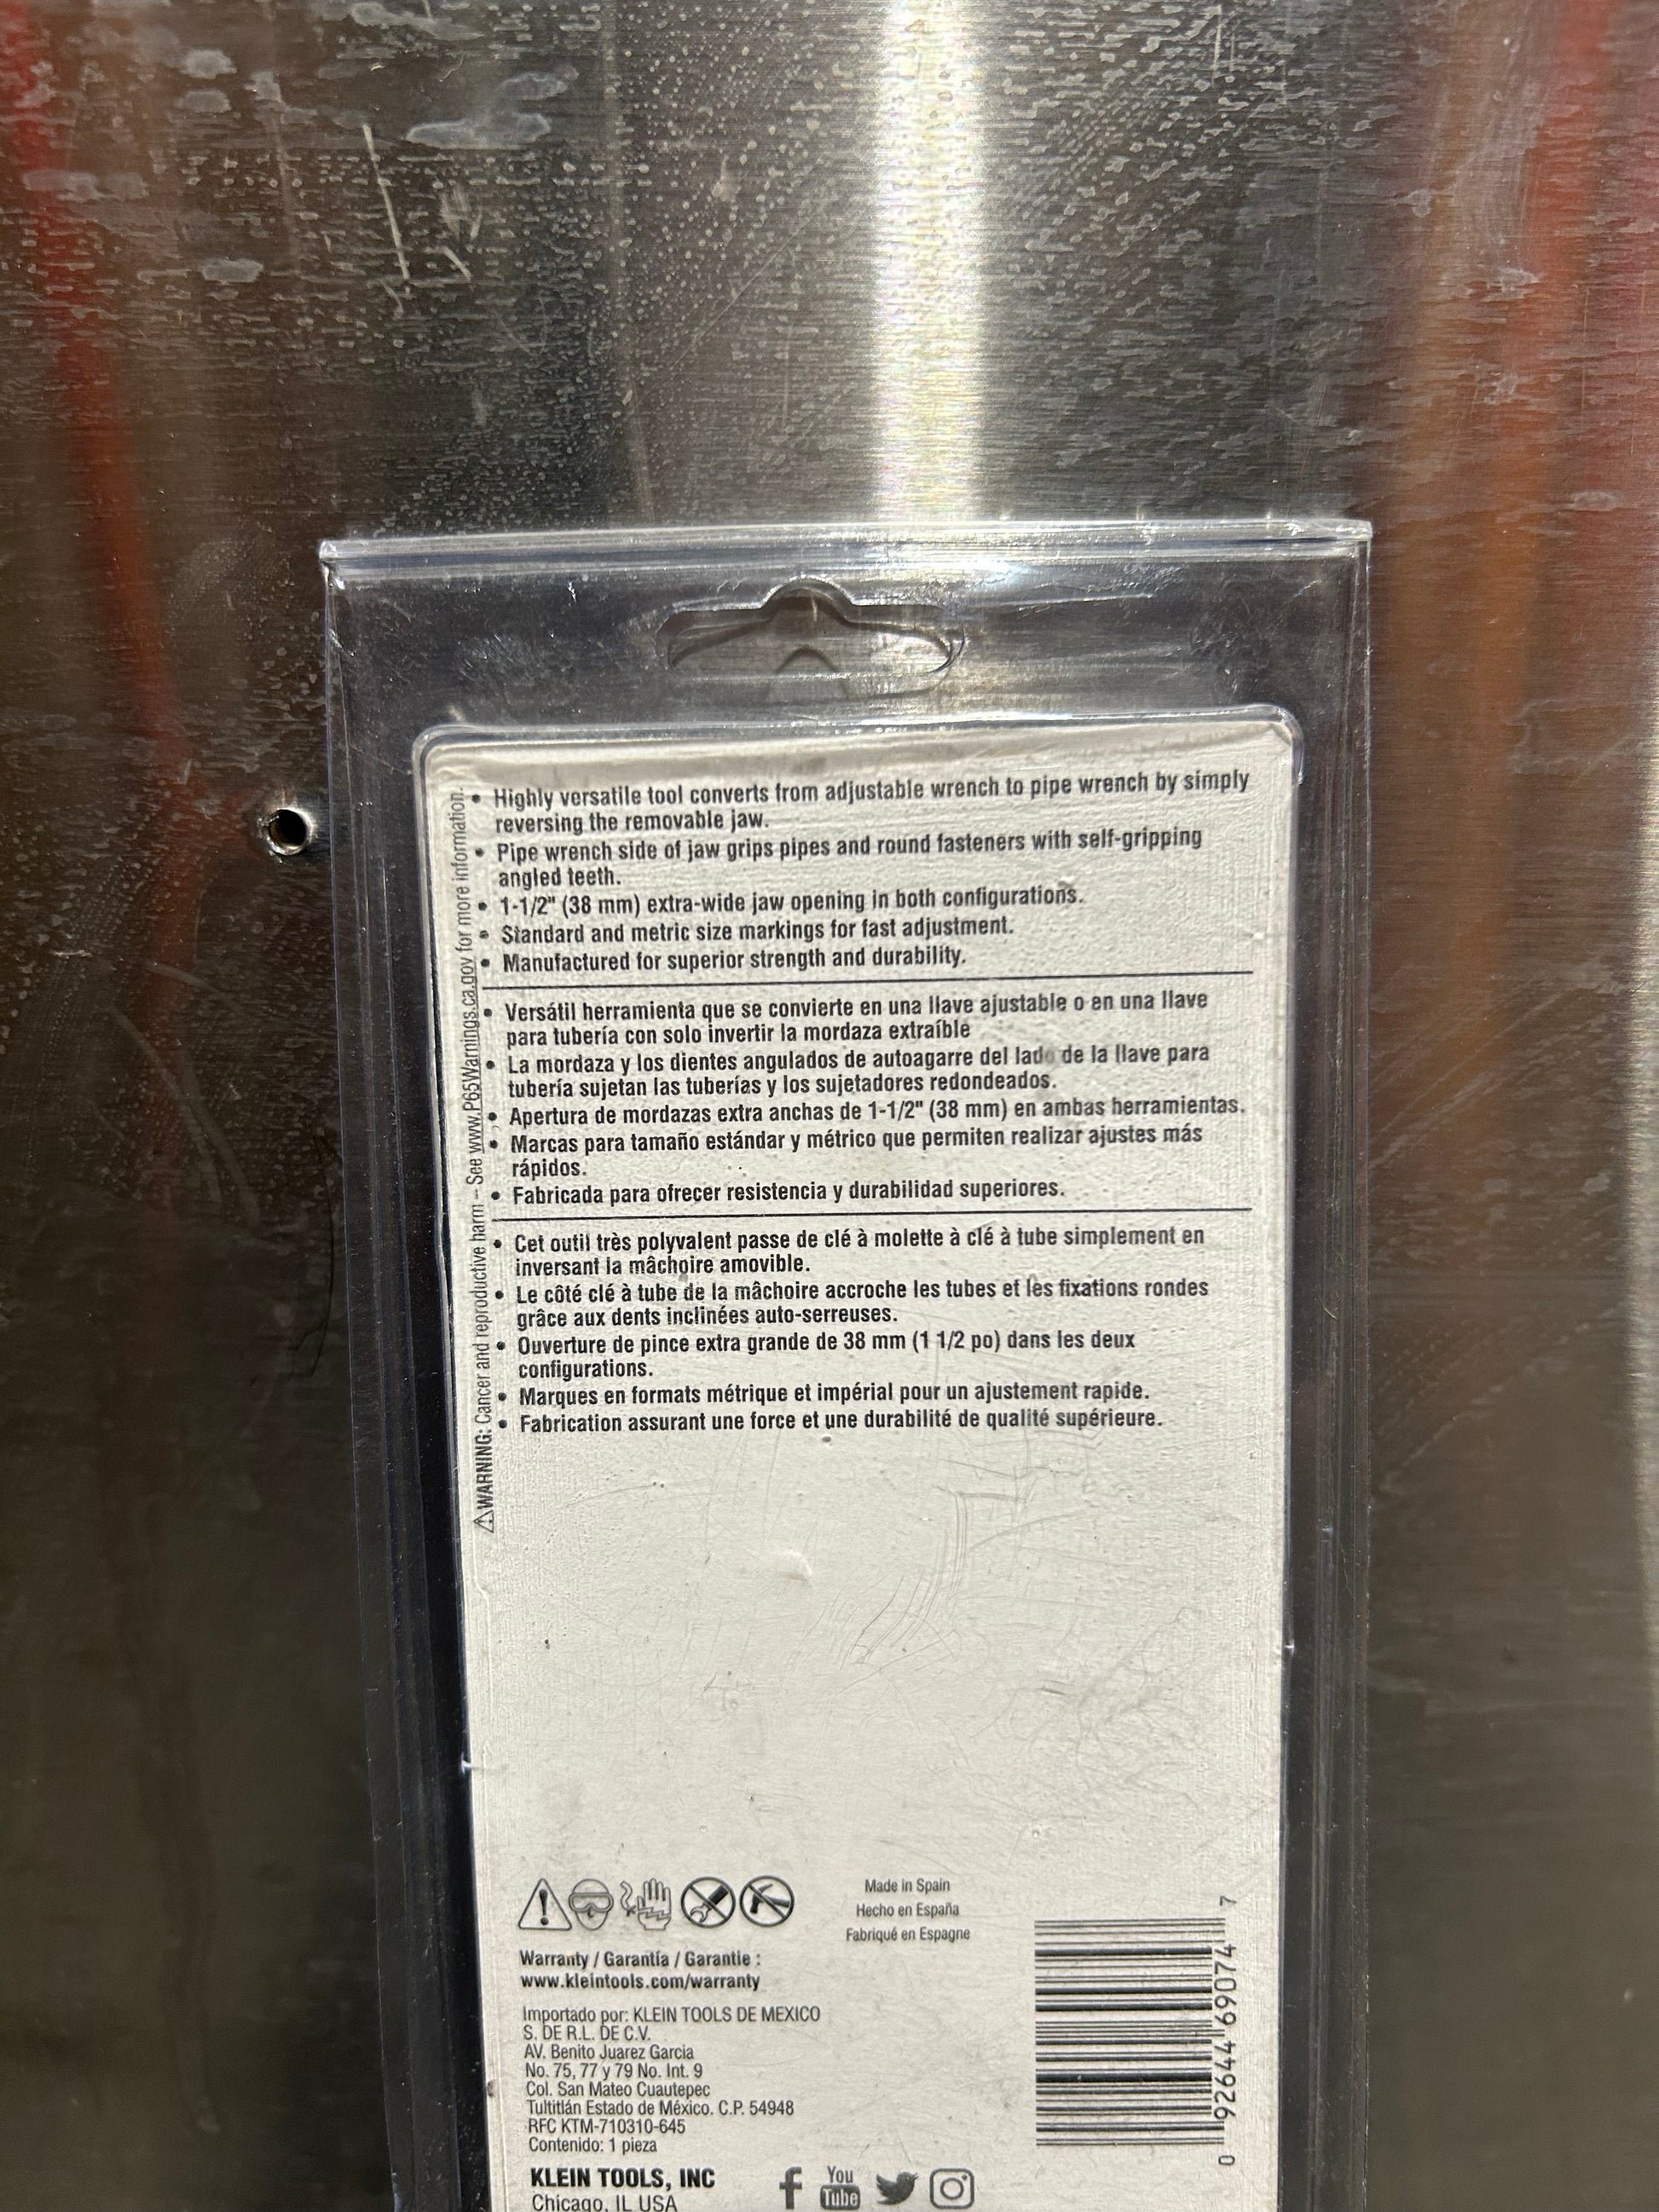 • Highly versatile tool converts from adjustable wrench to pipe wrench by simply
reversing the removable jaw.
• Pipe wrench side of jaw grips pipes and round fasteners with self-gripping
angled teeth.
• 1-1/2" (38 mm) extra-wide jaw opening in both configurations.
• Standard and metric size markings for fast adjustment.
• Manufactured for superior strength and durability.
• Versátil herramienta que se convierte en una llave ajustable o en una llave
para tubería con solo invertir la mordaza extraíble
• La mordaza y los dientes angulados de autoagarre del lado de la llave para
tubería sujetan las tuberías y los sujetadores redondeados.
• Apertura de mordazas extra anchas de 1-1/2" (38 mm) en ambas herramientas.
• Marcas para tamaño estándar y métrico que permiten realizar ajustes más
rápidos.
• Fabricada para ofrecer resistencia y durabilidad superiores.
• Cet outil très polyvalent passe de clé à molette à clé à tube simplement en
inversant la mâchoire amovible.
• Le côté clé à tube de la mâchoire accroche les tubes et les fixations rondes
grâce aux dents inclinées auto-serreuses.
• Ouverture de pince extra grande de 38 mm (1 1/2 po) dans les deux
configurations.
• Marques en formats métrique et impérial pour un ajustement rapide.
• Fabrication assurant une force et une durabilité de qualité supérieure.
⚠WARNING: Cancer and reproductive harm – See www.P65Warnings.ca.gov for more information.
Made in Spain
Hecho en España
Fabriqué en Espagne
Warranty / Garantía / Garantie :
www.kleintools.com/warranty
Importado por: KLEIN TOOLS DE MEXICO
S. DE R.L. DE C.V.
AV. Benito Juarez Garcia
No. 75, 77 y 79 No. Int. 9
Col. San Mateo Cuautepec
Tultitlán Estado de México. C.P. 54948
RFC KTM-710310-645
Contenido: 1 pieza
KLEIN TOOLS, INC
Chicago, IL USA
You
Tube
0 92644 69074 7